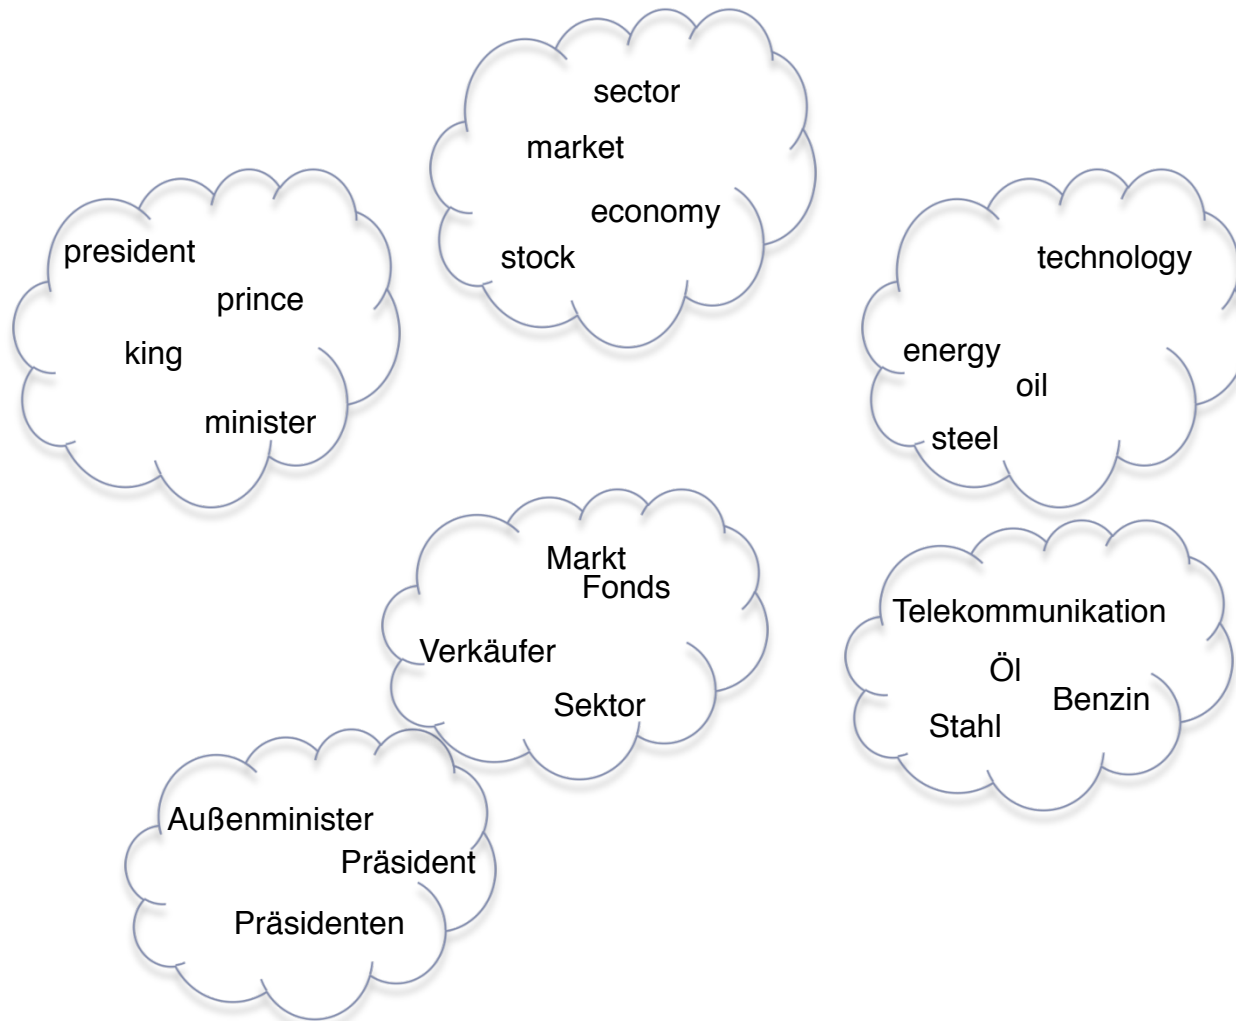 sector
market
economy
stock
president
prince
king
minister
technology
energy
oil
steel
Markt
Fonds
Verkäufer
Sektor
Telekommunikation
Öl
Benzin
Stahl
Außenminister
Präsident
Präsidenten